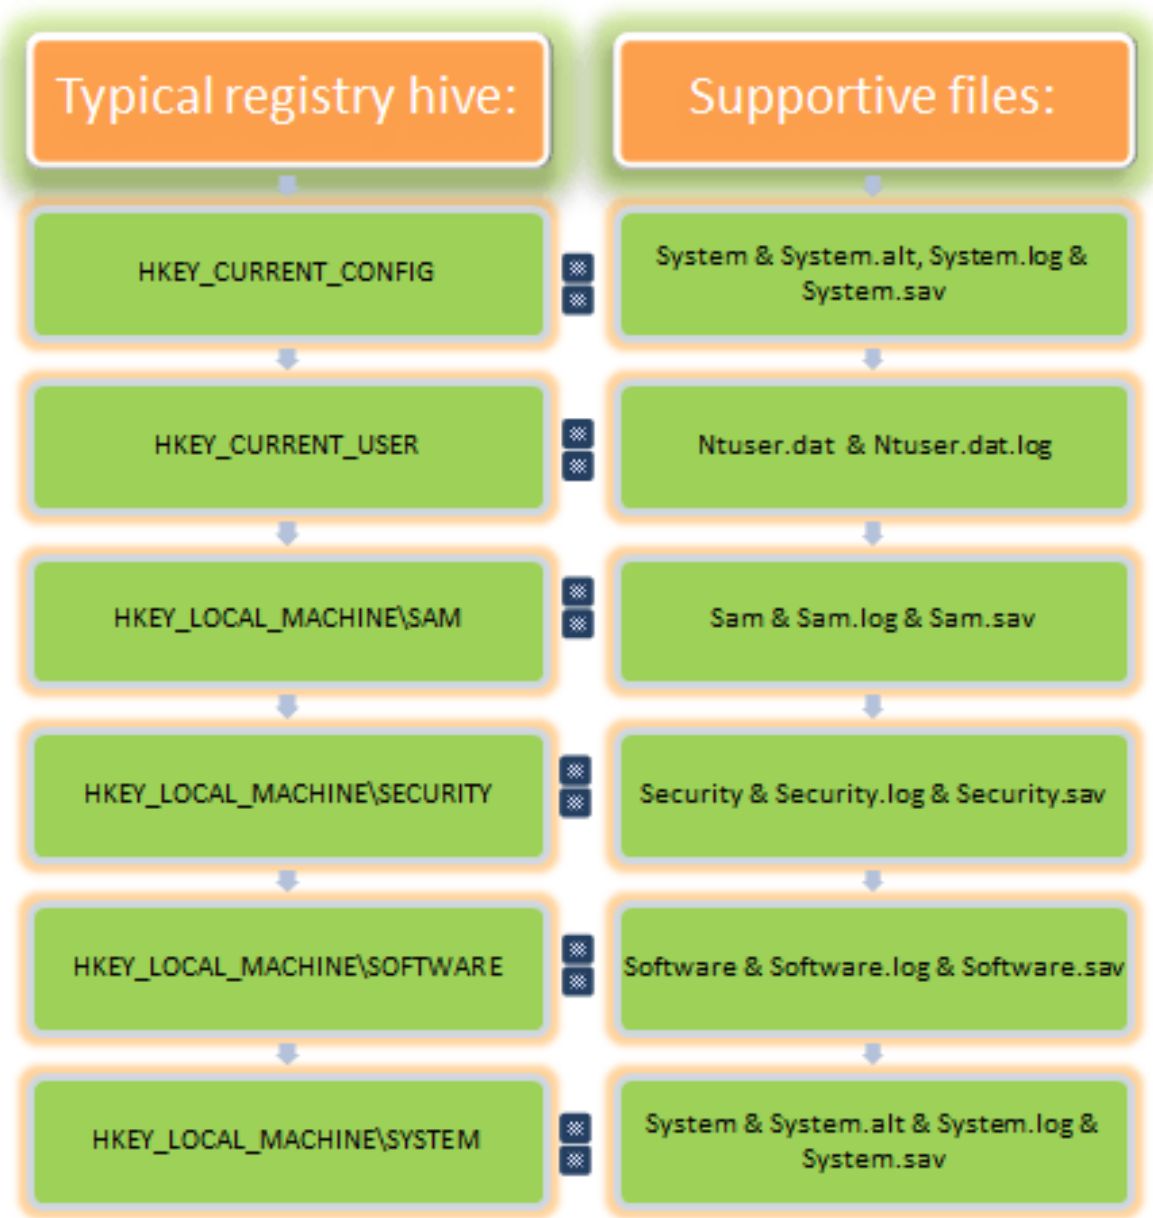 Typical registry hive:
Supportive files:
HKEY_CURRENT_CONFIG
System & System.alt, System.log &
System.sav
HKEY_CURRENT_USER
Ntuser.dat & Ntuser.dat.log
HKEY_LOCAL_MACHINE\SAM
Sam & Sam.log & Sam.sav
HKEY_LOCAL_MACHINE\SECURITY
Security & Security.log & Security.sav
HKEY_LOCAL_MACHINE\SOFTWARE
Software & Software.log & Software.sav
HKEY_LOCAL_MACHINE\SYSTEM
System & System.alt & System.log &
System.sav